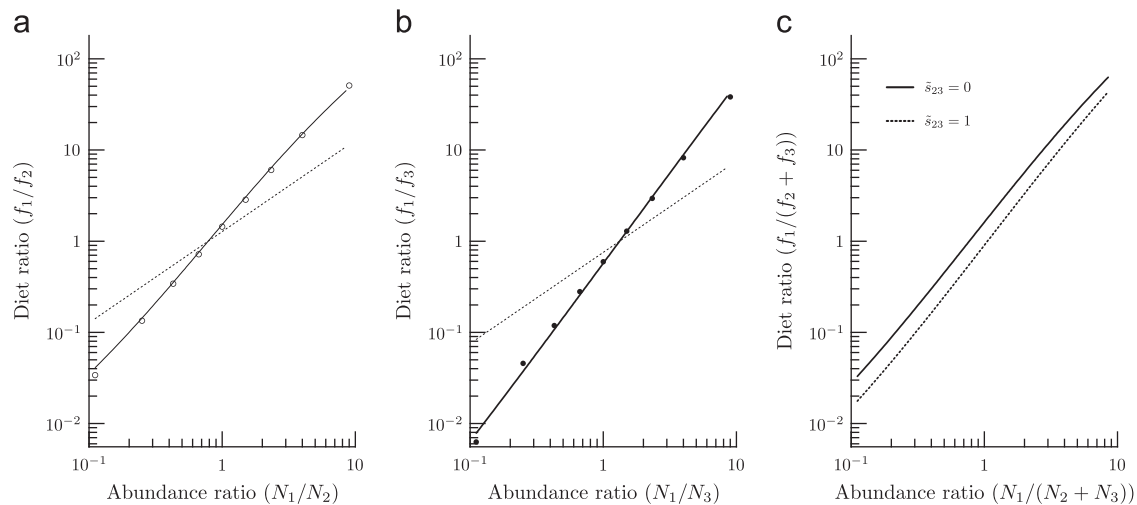 a
Diet ratio (f₁/f₂)
10²
10
1
10⁻¹
10⁻²
10⁻¹
1
10
Abundance ratio (N₁/N₂)
b
Diet ratio (f₁/f₃)
10²
10
1
10⁻¹
10⁻²
10⁻¹
1
10
Abundance ratio (N₁/N₃)
c
Diet ratio (f₁/(f₂ + f₃))
10²
10
1
10⁻¹
10⁻²
s̃₂₃ = 0
s̃₂₃ = 1
10⁻¹
1
10
Abundance ratio (N₁/(N₂ + N₃))